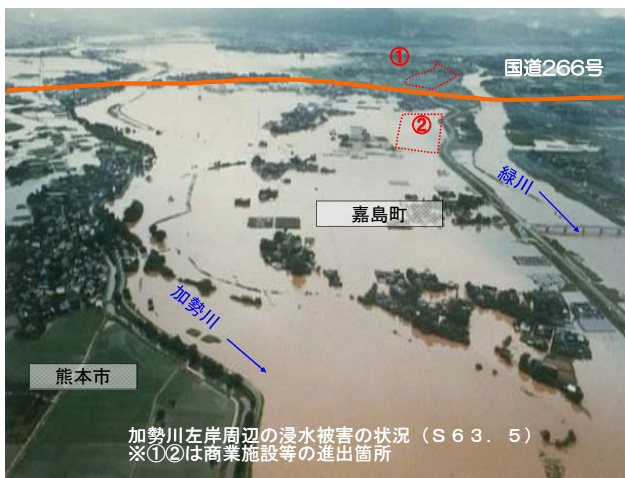 ①
国道266号
②
緑川
嘉島町
加勢川
熊本市
加勢川左岸周辺の浸水被害の状況（Ｓ６３．５）
※①②は商業施設等の進出箇所